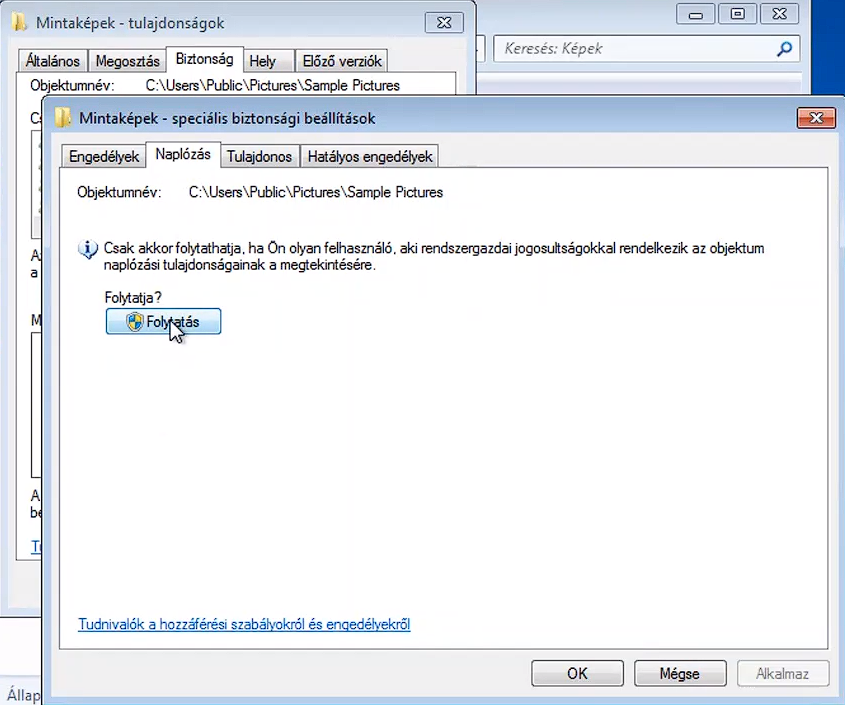 Mintaképek - tulajdonságok
Keresés: Képek
Általános Megosztás Biztonság Hely Előző verziók
Objektumnév: C:\Users\Public\Pictures\Sample Pictures
Mintaképek - speciális biztonsági beállítások
Engedélyek Naplózás Tulajdonos Hatályos engedélyek
Objektumnév: C:\Users\Public\Pictures\Sample Pictures
Csak akkor folytathatja, ha Ön olyan felhasználó, aki rendszergazdai jogosultságokkal rendelkezik az objektum
naplózási tulajdonságainak a megtekintésére.
Folytatja?
Folytatás
Tudnivalók a hozzáférési szabályokról és engedélyekről
OK Mégse Alkalmaz